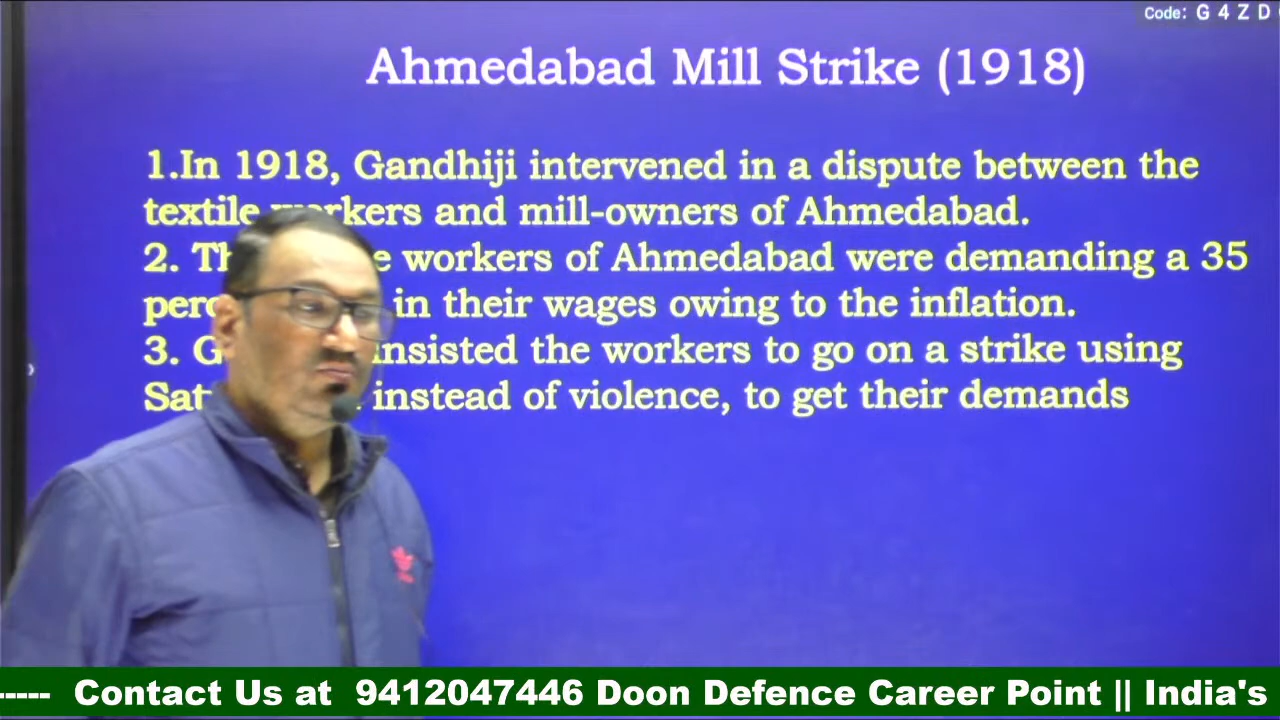 Code: G 4 Z D
Ahmedabad Mill Strike (1918)
1.In 1918, Gandhiji intervened in a dispute between the
textile workers and mill-owners of Ahmedabad.
2. workers of Ahmedabad were demanding a 35
in their wages owing to the inflation.
3. insisted the workers to go on a strike using
instead of violence, to get their demands
----- Contact Us at 9412047446 Doon Defence Career Point || India's